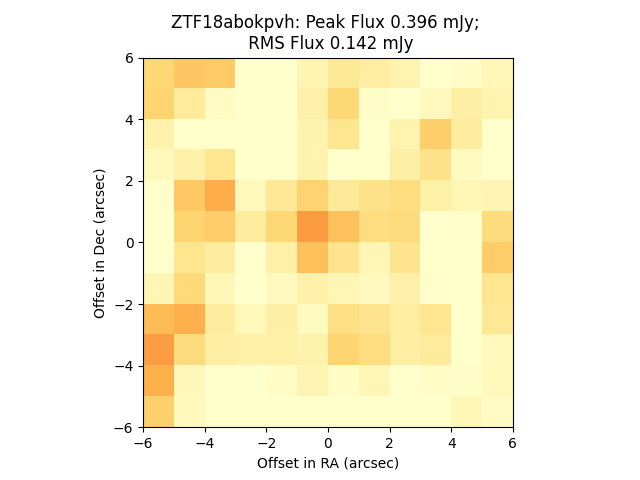 ZTF18abokpvh: Peak Flux 0.396 mJy;
RMS Flux 0.142 mJy
6
4
2
0
−2
−4
−6
Offset in Dec (arcsec)
−6 −4 −2 0 2 4 6
Offset in RA (arcsec)